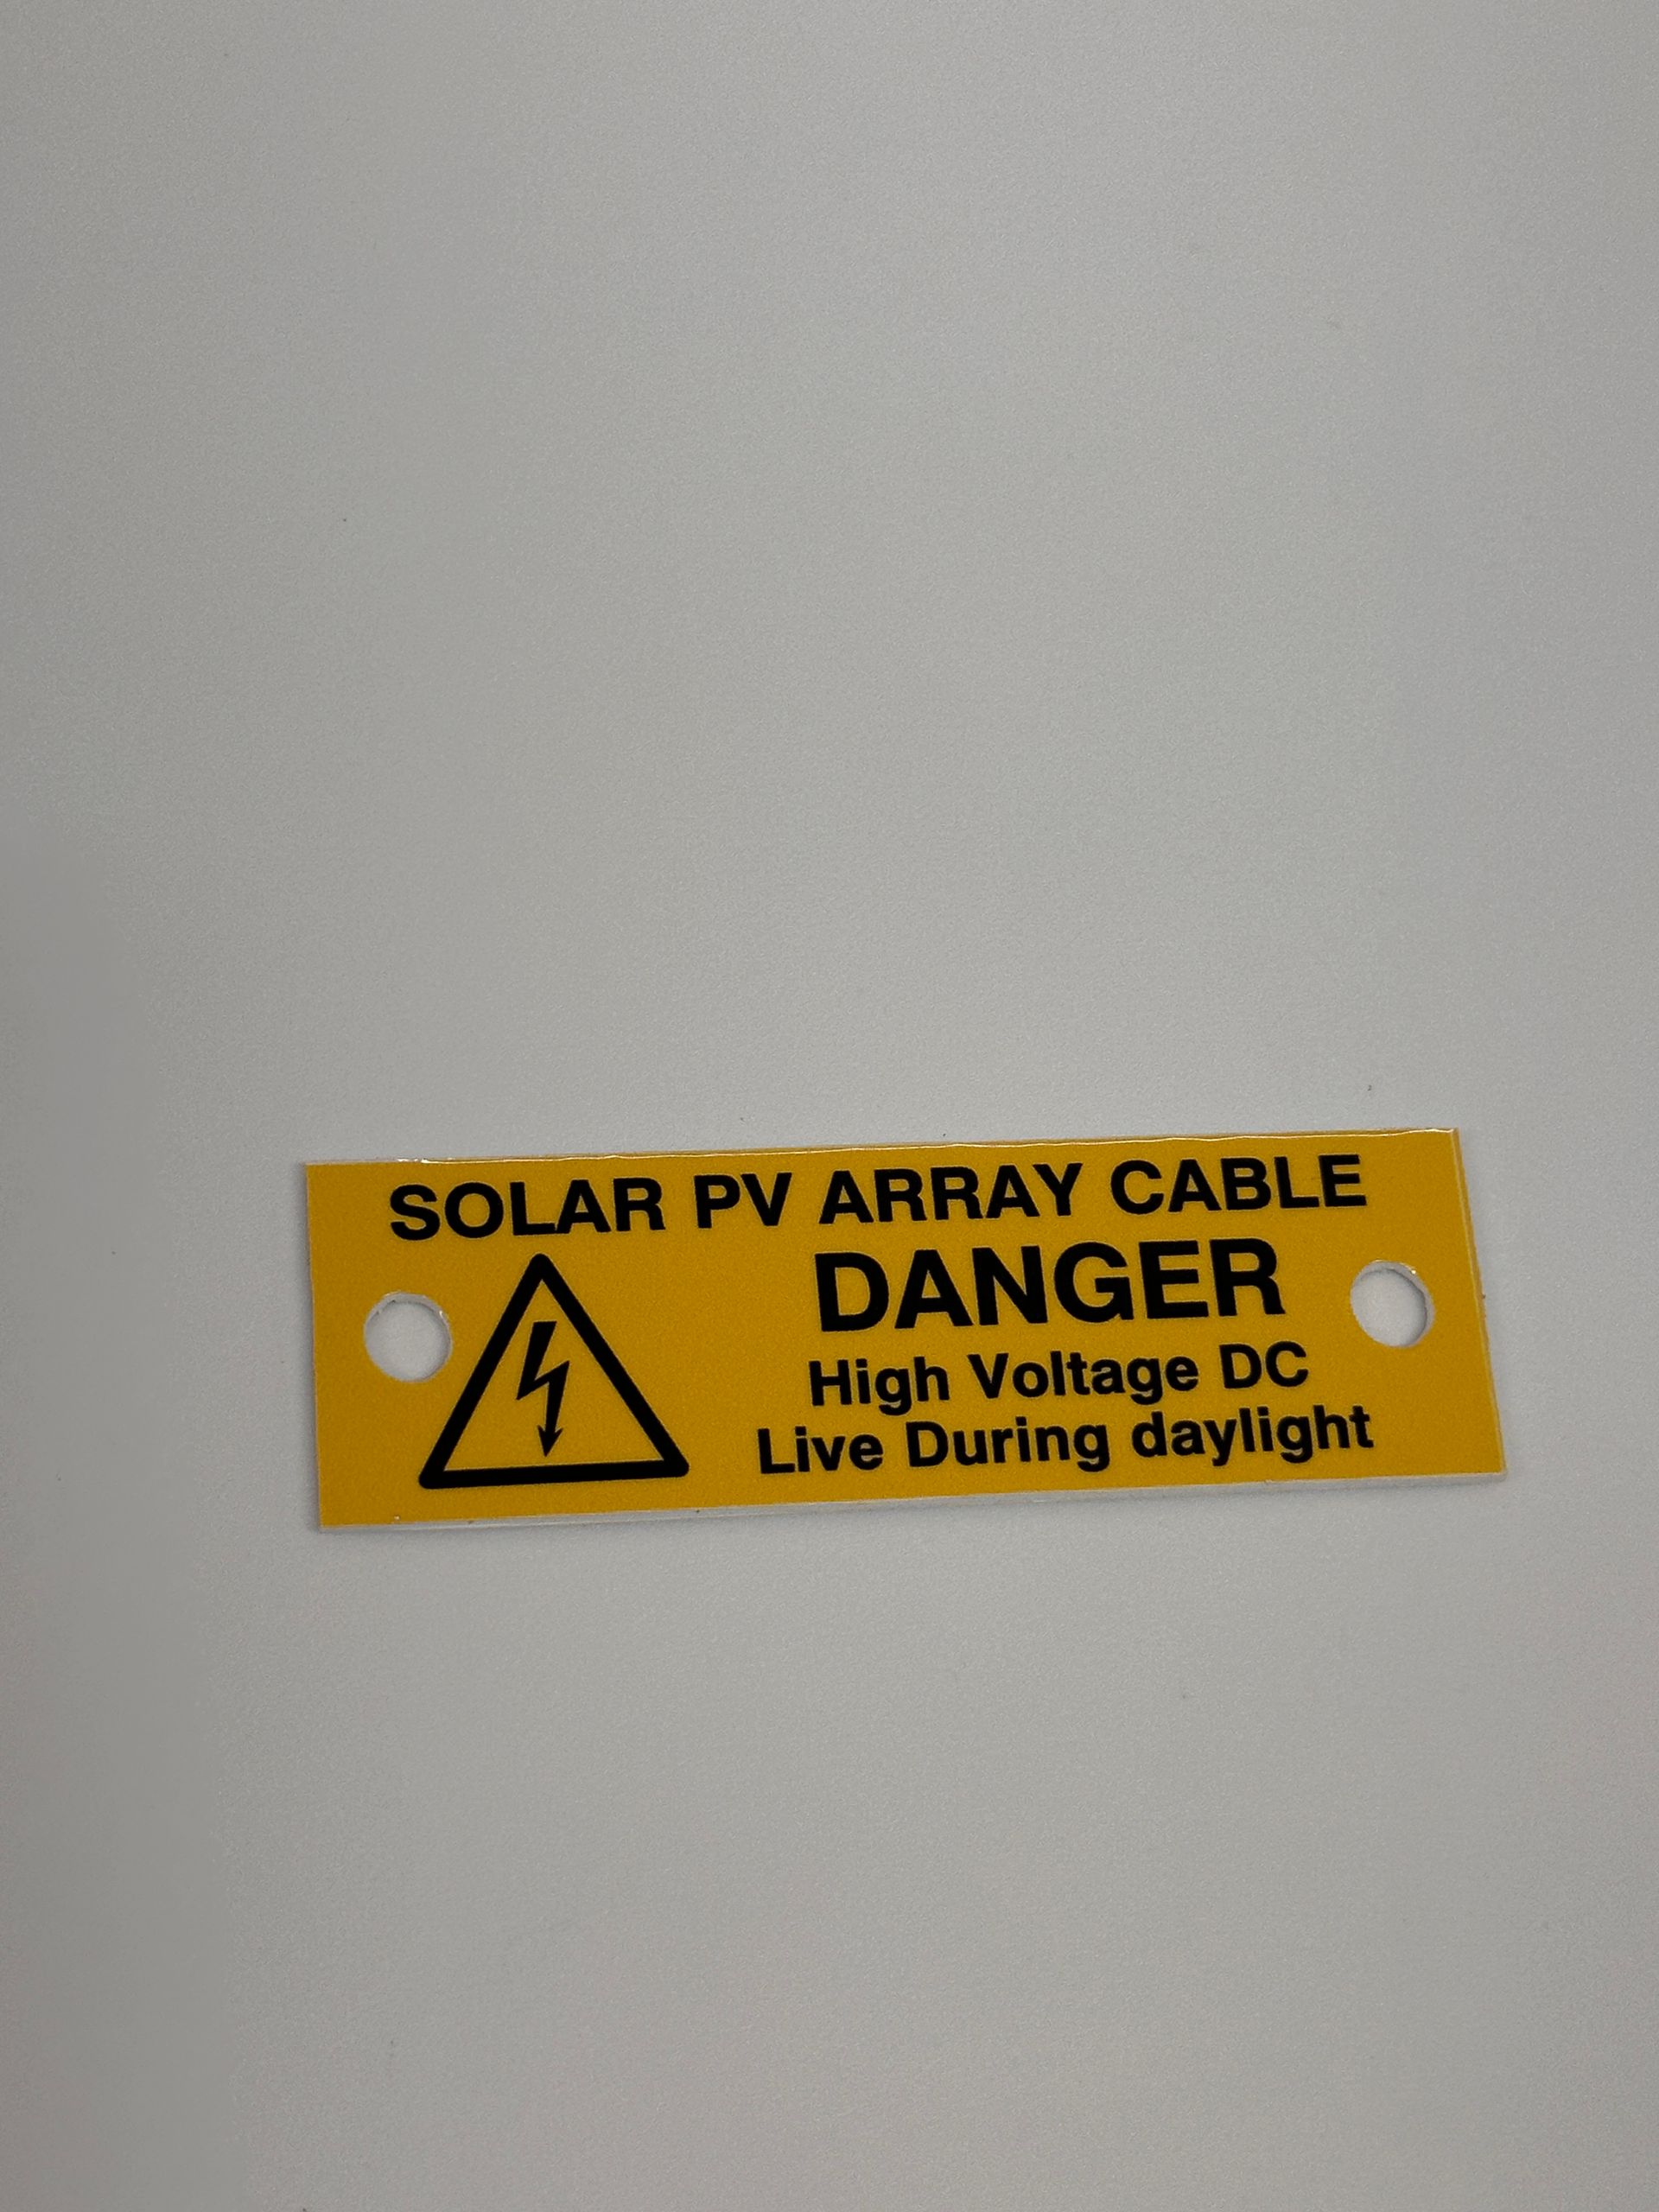 SOLAR PV ARRAY CABLE
DANGER
High Voltage DC
Live During daylight